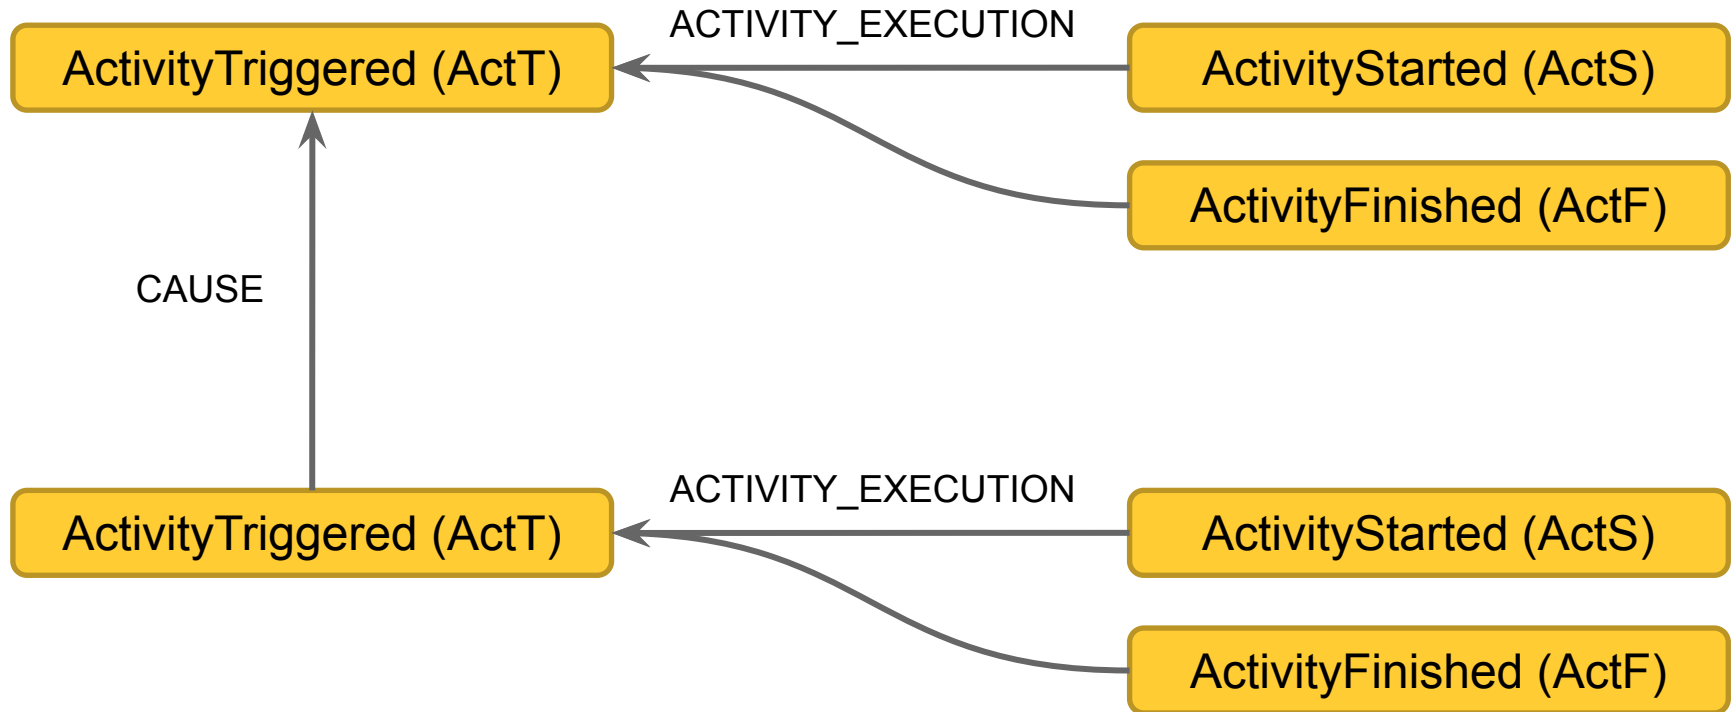 ACTIVITY_EXECUTION
ActivityTriggered (ActT)
ActivityStarted (ActS)
ActivityFinished (ActF)
CAUSE
ACTIVITY_EXECUTION
ActivityTriggered (ActT)
ActivityStarted (ActS)
ActivityFinished (ActF)